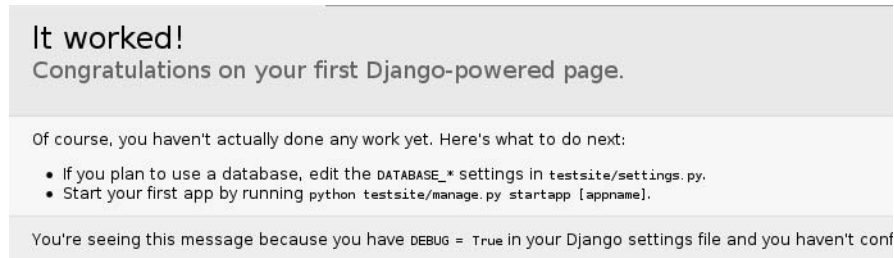 It worked!
Congratulations on your first Django-powered page.
Of course, you haven't actually done any work yet. Here's what to do next:
• If you plan to use a database, edit the DATABASE_* settings in testsite/settings.py.
• Start your first app by running python testsite/manage.py startapp [appname].
You're seeing this message because you have DEBUG = True in your Django settings file and you haven't